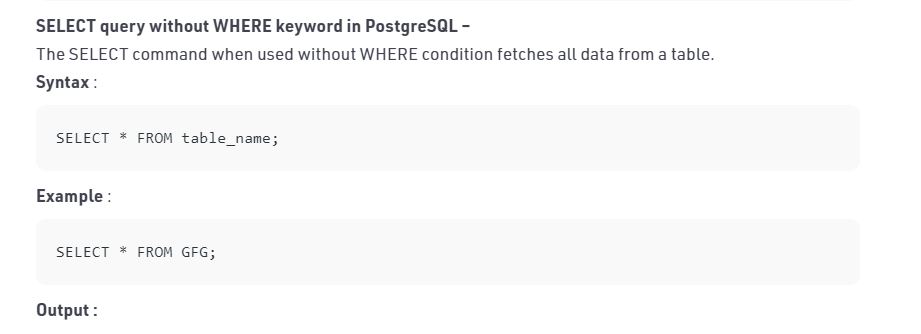 SELECT query without WHERE keyword in PostgreSQL –
The SELECT command when used without WHERE condition fetches all data from a table.
Syntax :
SELECT * FROM table_name;
Example :
SELECT * FROM GFG;
Output :